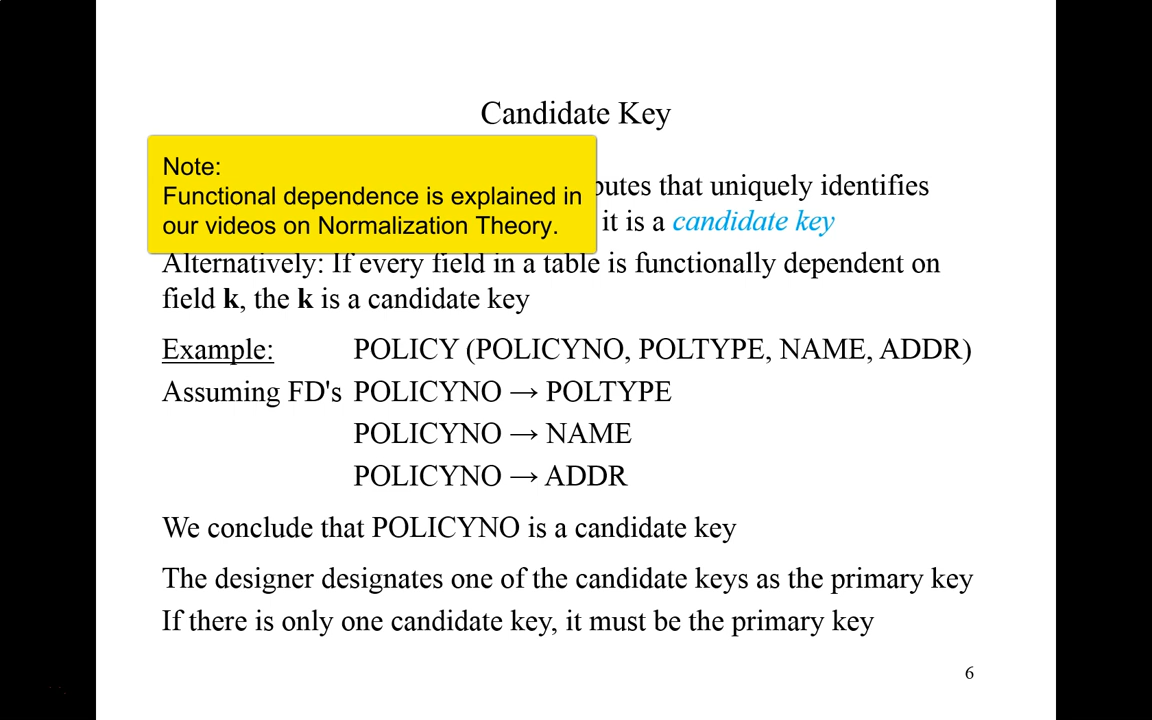 Candidate Key
Note:
Functional dependence is explained in
our videos on Normalization Theory.
that uniquely identifies
it is a candidate key
Alternatively: If every field in a table is functionally dependent on
field k, the k is a candidate key
Example: POLICY (POLICYNO, POLTYPE, NAME, ADDR)
Assuming FD's POLICYNO → POLTYPE
POLICYNO → NAME
POLICYNO → ADDR
We conclude that POLICYNO is a candidate key
The designer designates one of the candidate keys as the primary key
If there is only one candidate key, it must be the primary key
6